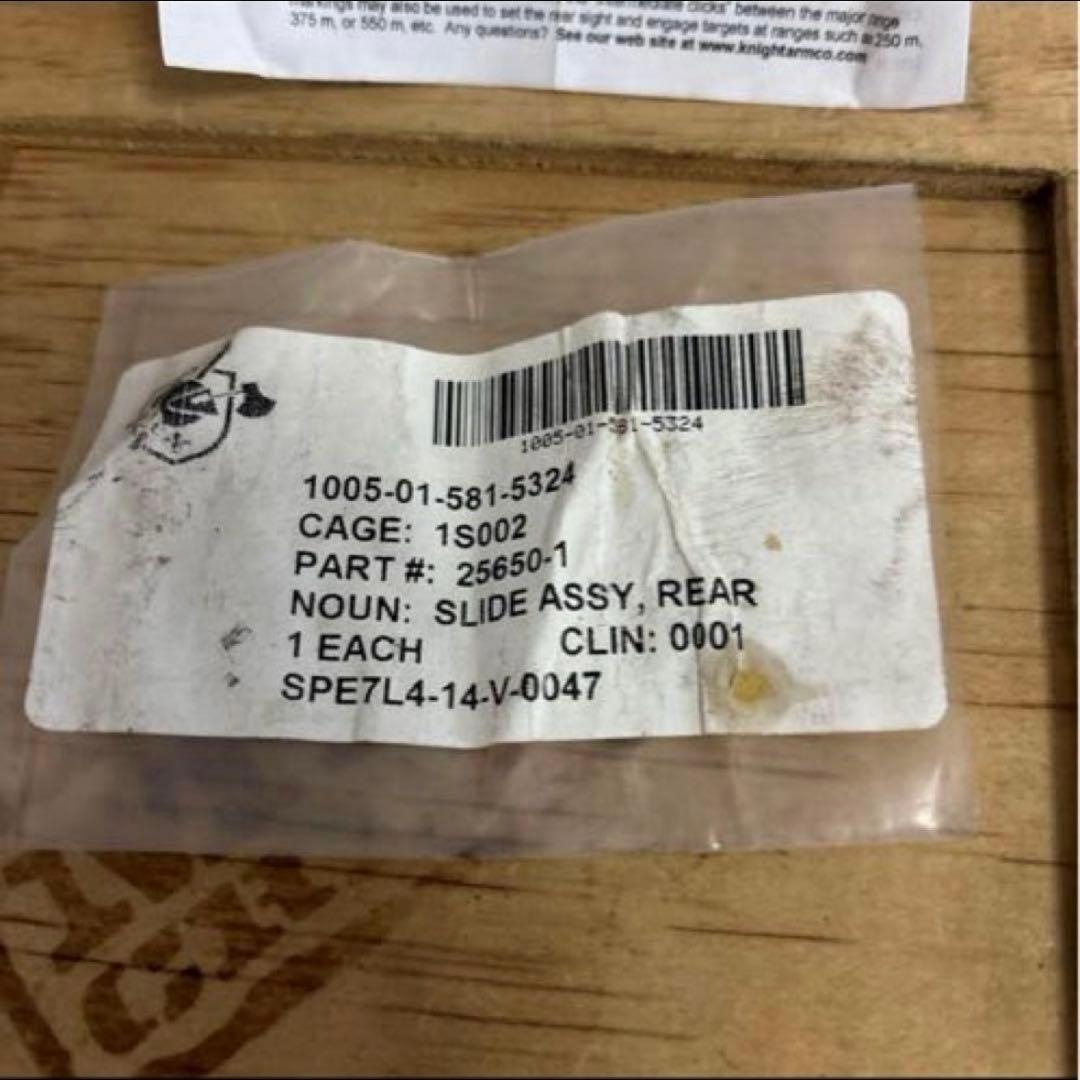 markings may also be used to set the rear sight and engage targets at ranges such as 250 m,
375 m, or 550 m, etc. Any questions? See our web site at www.knightarmco.com
1005-01-581-5324
1005-01-581-5324
CAGE: 1S002
PART #: 25650-1
NOUN: SLIDE ASSY, REAR
1 EACH CLIN: 0001
SPE7L4-14-V-0047